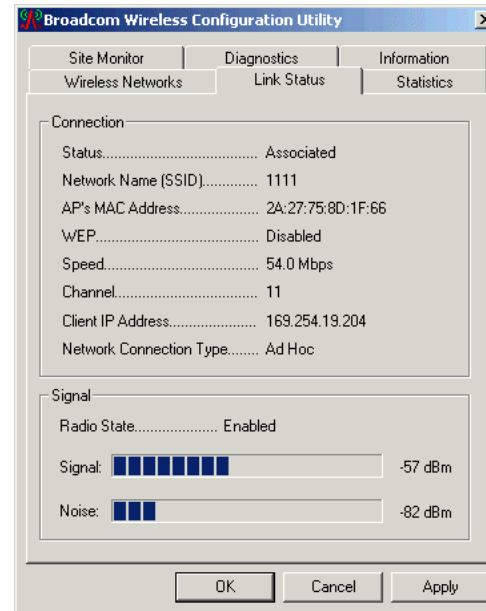 Broadcom Wireless Configuration Utility
Site Monitor Diagnostics Information
Wireless Networks Link Status Statistics
Connection
Status................................... Associated
Network Name (SSID)............. 1111
AP's MAC Address.................. 2A:27:75:8D:1F:66
WEP..................................... Disabled
Speed................................... 54.0 Mbps
Channel................................. 11
Client IP Address...................... 169.254.19.204
Network Connection Type........ Ad Hoc
Signal
Radio State................... Enabled
Signal: -57 dBm
Noise: -82 dBm
OK Cancel Apply